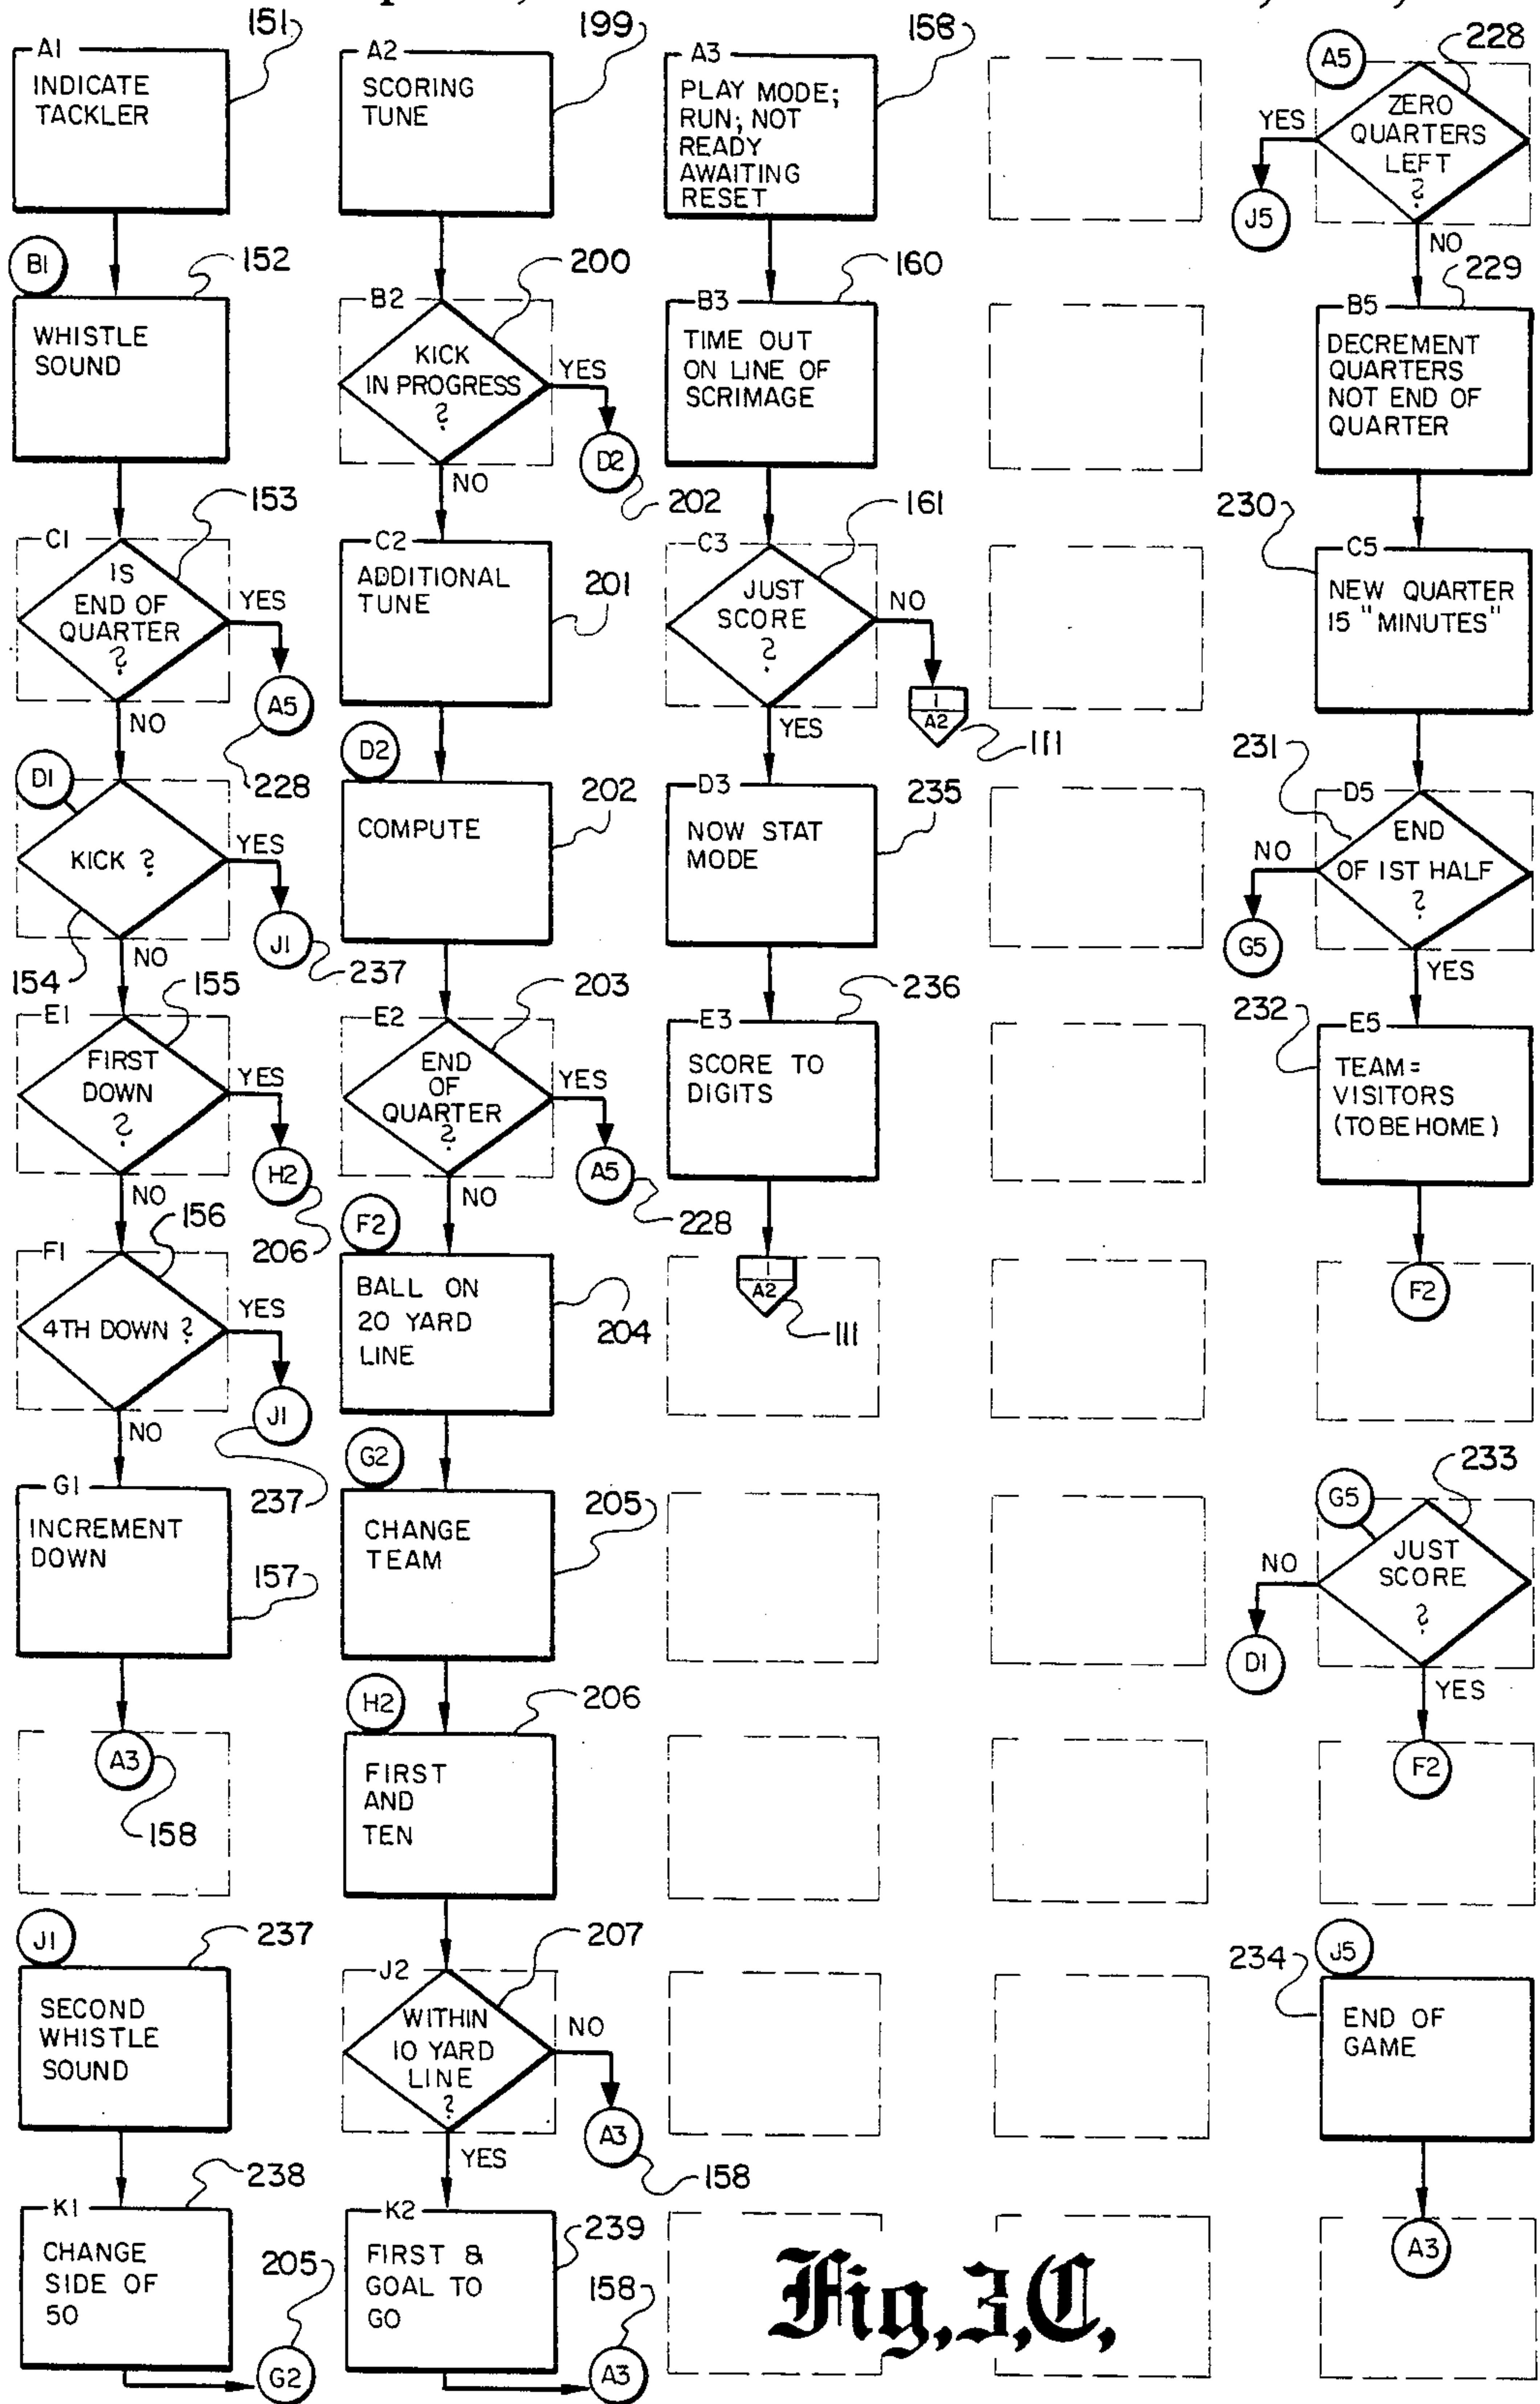 151
A1
INDICATE
TACKLER
B1
152
WHISTLE
SOUND
153
C1
IS
END OF
QUARTER
?
YES
A5
228
NO
D1
KICK ?
YES
J1
237
154
NO
155
E1
FIRST
DOWN
?
YES
H2
206
NO
156
F1
4TH DOWN ?
YES
J1
237
NO
G1
INCREMENT
DOWN
157
A3
158
J1
237
SECOND
WHISTLE
SOUND
238
K1
CHANGE
SIDE OF
50
205
G2
199
A2
SCORING
TUNE
200
B2
KICK
IN PROGRESS
?
YES
D2
202
NO
C2
ADDITIONAL
TUNE
201
D2
COMPUTE
202
203
E2
END
OF
QUARTER
?
YES
A5
228
NO
F2
BALL ON
20 YARD
LINE
204
G2
205
CHANGE
TEAM
H2
206
FIRST
AND
TEN
207
J2
WITHIN
10 YARD
LINE
?
NO
A3
158
YES
K2
239
FIRST &
GOAL TO
GO
158
A3
158
A3
PLAY MODE;
RUN; NOT
READY
AWAITING
RESET
160
B3
TIME OUT
ON LINE OF
SCRIMAGE
161
C3
JUST
SCORE
?
NO
1
A2
111
YES
D3
NOW STAT
MODE
235
236
E3
SCORE TO
DIGITS
1
A2
111
A5
228
ZERO
QUARTERS
LEFT
?
YES
J5
NO
229
B5
DECREMENT
QUARTERS
NOT END OF
QUARTER
230
C5
NEW QUARTER
15 "MINUTES"
231
D5
END
OF 1ST HALF
?
NO
G5
YES
232
E5
TEAM=
VISITORS
(TO BE HOME)
F2
233
G5
JUST
SCORE
?
NO
D1
YES
F2
J5
234
END OF
GAME
A3
Fig,3,C,